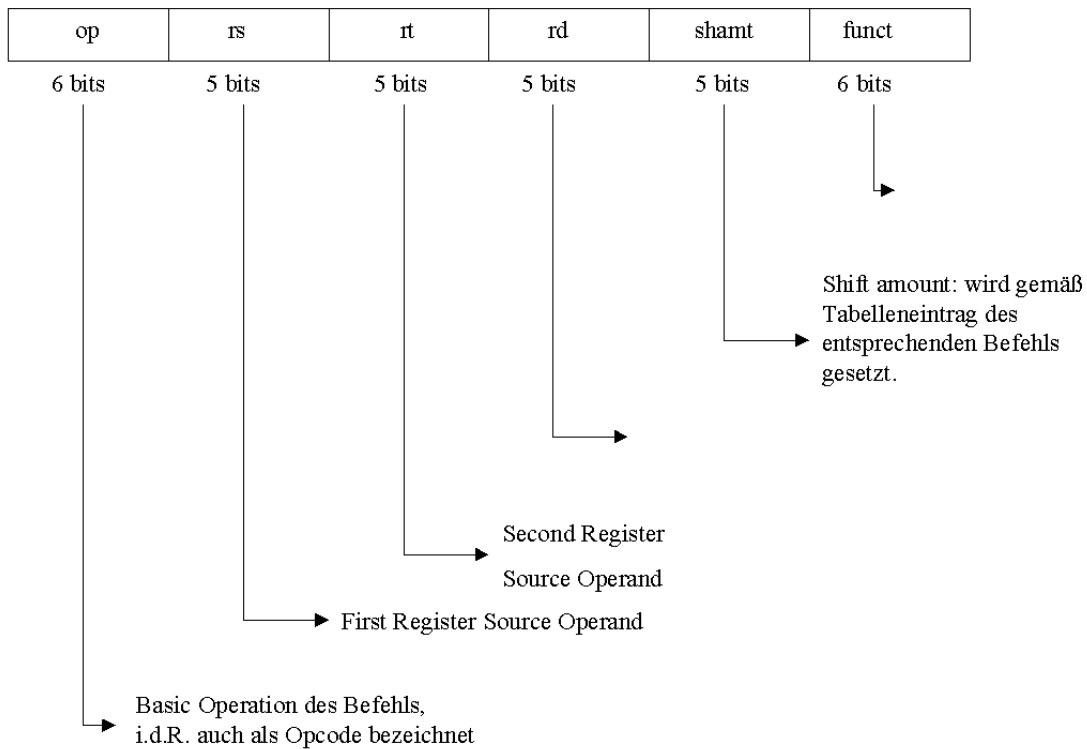 op rs rt rd shamt funct
6 bits 5 bits 5 bits 5 bits 5 bits 6 bits
Shift amount: wird gemäß
Tabelleneintrag des
entsprechenden Befehls
gesetzt.
Second Register
Source Operand
First Register Source Operand
Basic Operation des Befehls,
i.d.R. auch als Opcode bezeichnet